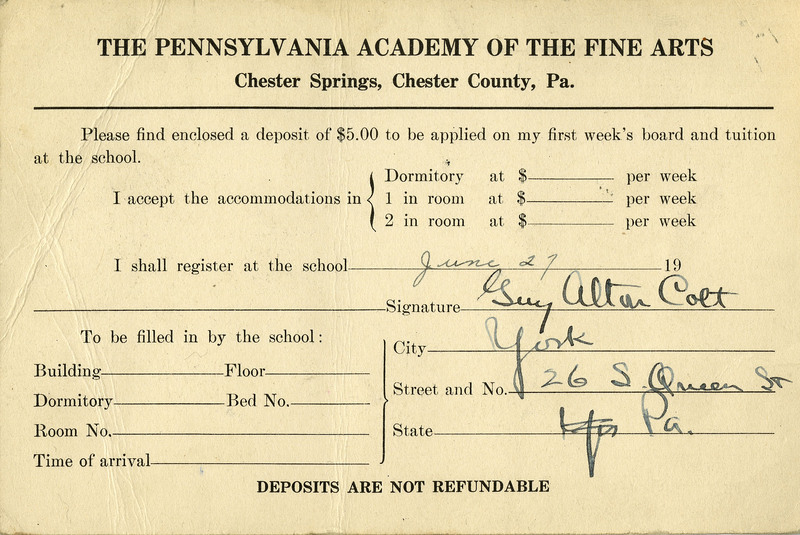 THE PENNSYLVANIA ACADEMY OF THE FINE ARTS
Chester Springs, Chester County, Pa.
Please find enclosed a deposit of $5.00 to be applied on my first week's board and tuition
at the school.
I accept the accommodations in
Dormitory at $ per week
1 in room at $ per week
2 in room at $ per week
I shall register at the school June 27 19
Signature Guy Alton Colt
To be filled in by the school:
Building Floor
Dormitory Bed No.
Room No.
Time of arrival
City York
Street and No. 26 S. Queen St
State Pa.
DEPOSITS ARE NOT REFUNDABLE